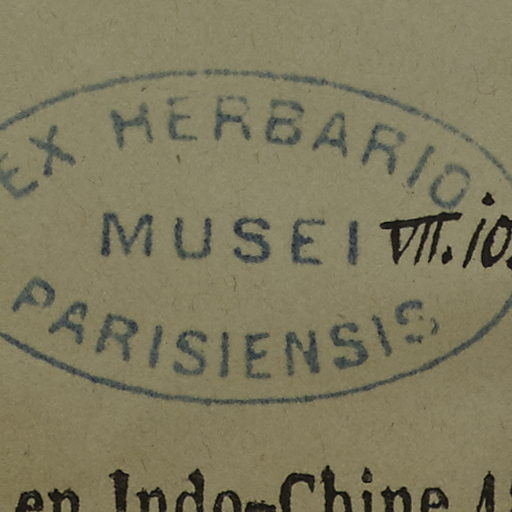 EX HERBARIO
MUSEI VII.10
PARISIENSIS
en Indo-Chine